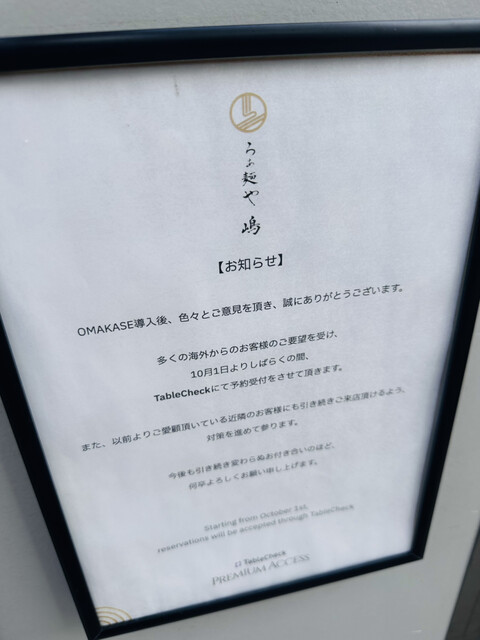 らぁ麺や 嶋
【お知らせ】
OMAKASE導入後、色々とご意見を頂き、誠にありがとうございます。
多くの海外からのお客様のご要望を受け、
10月1日よりしばらくの間、
TableCheckにて予約受付をさせて頂きます。
また、以前よりご愛顧頂いている近隣のお客様にも引き続きご来店頂けるよう、
対策を進めて参ります。
今後も引き続き変わらぬお付き合いのほど、
何卒よろしくお願い申し上げます。
Starting from October 1st,
reservations will be accepted through TableCheck
TableCheck
PREMIUM ACCESS